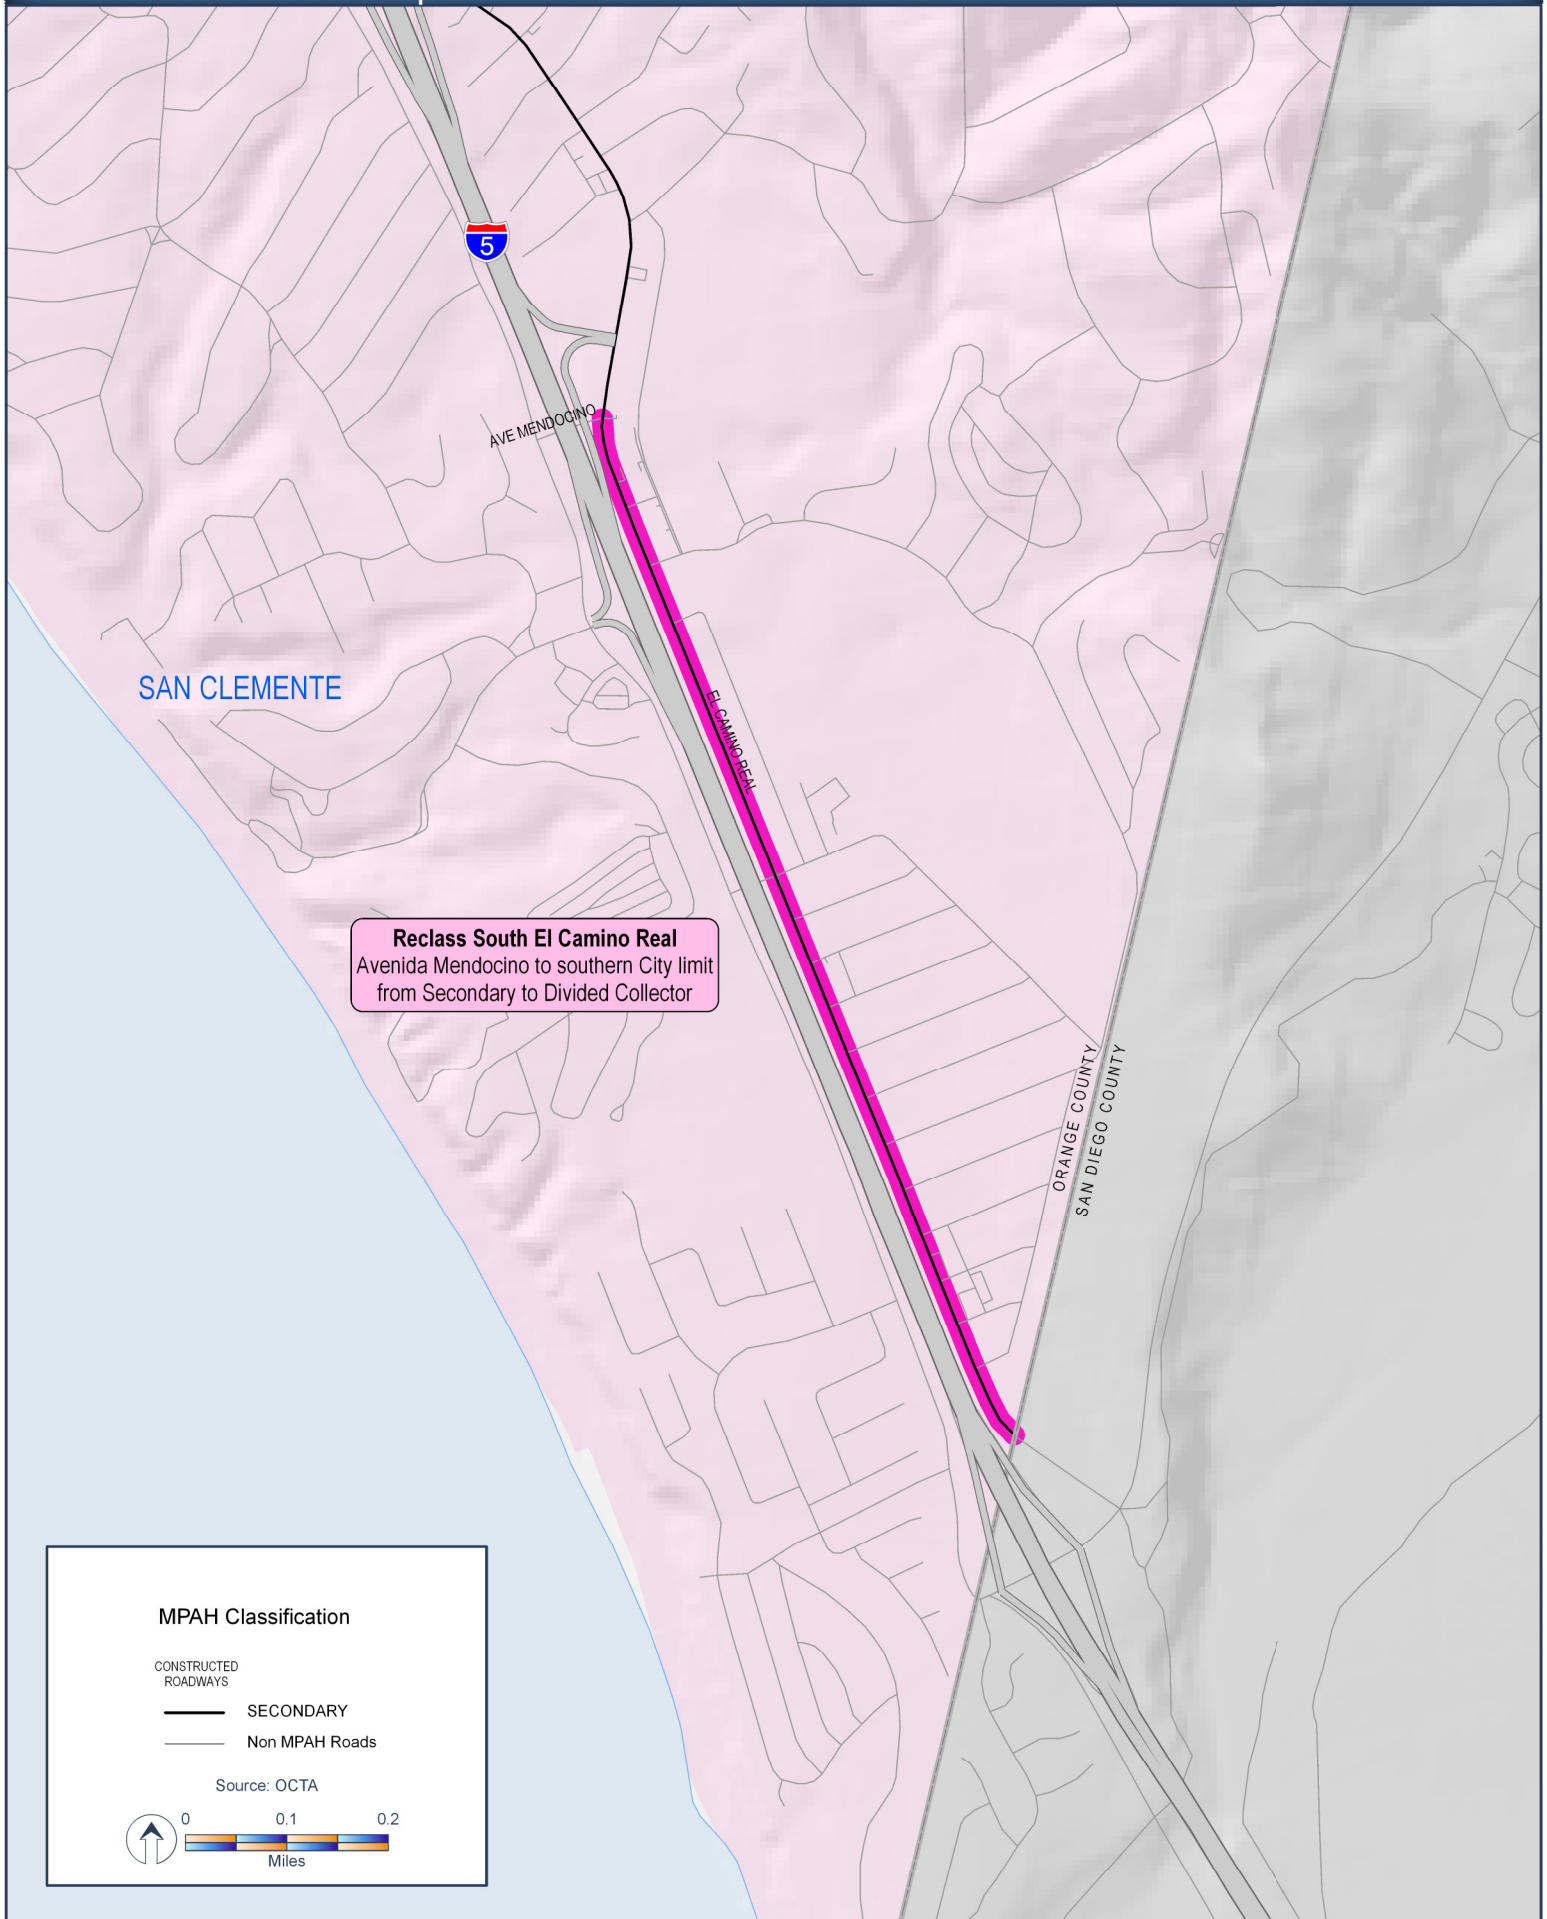 5
AVE MENDOCINO
SAN CLEMENTE
EL CAMINO REAL
Reclass South El Camino Real
Avenida Mendocino to southern City limit
from Secondary to Divided Collector
ORANGE COUNTY
SAN DIEGO COUNTY
MPAH Classification
CONSTRUCTED
ROADWAYS
SECONDARY
Non MPAH Roads
Source: OCTA
0 0.1 0.2
Miles